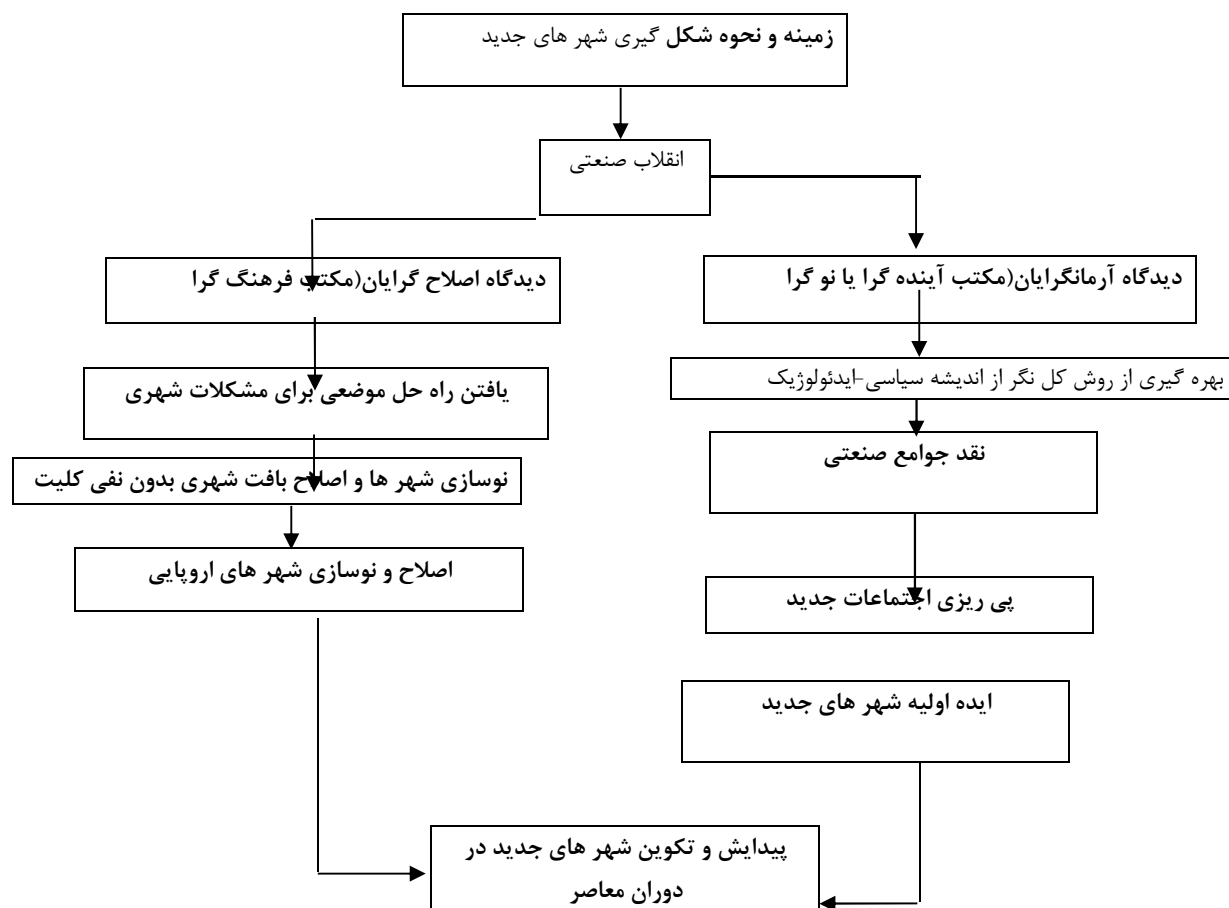 زمینه و نحوه شکل گیری شهر های جدید
انقلاب صنعتی
دیدگاه آرمانگرایان(مکتب آینده گرا یا نو گرا
دیدگاه اصلاح گرایان(مکتب فرهنگ گرا
بهره گیری از روش کل نگر از اندیشه سیاسی-ایدئولوژیک
یافتن راه حل موضعی برای مشکلات شهری
نقد جوامع صنعتی
نوسازی شهر ها و اصلاح بافت شهری بدون نفی کلیت
پی ریزی اجتماعات جدید
اصلاح و نوسازی شهر های اروپایی
ایده اولیه شهر های جدید
پیدایش و تکوین شهر های جدید در
دوران معاصر